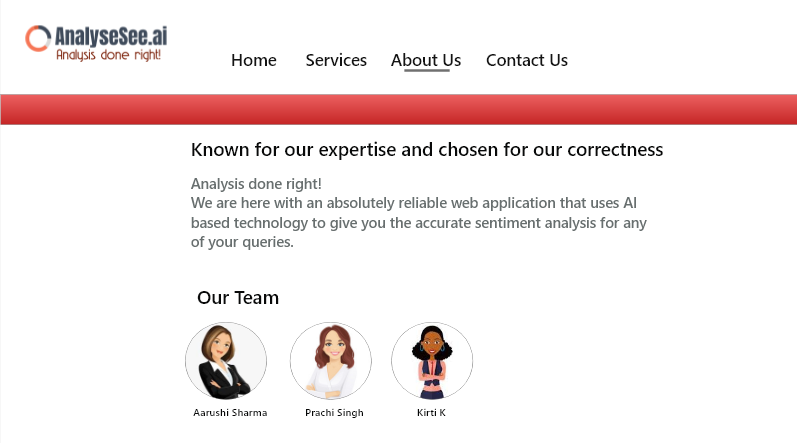 AnalyseSee.ai
Analysis done right!
Home Services About Us Contact Us
Known for our expertise and chosen for our correctness
Analysis done right!
We are here with an absolutely reliable web application that uses AI
based technology to give you the accurate sentiment analysis for any
of your queries.
Our Team
Aarushi Sharma Prachi Singh Kirti K